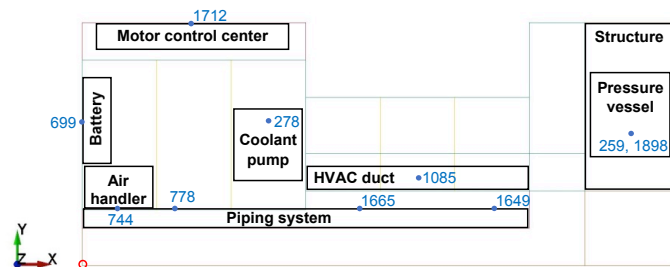 1712
Motor control center
Structure
Battery
699
278
Coolant
pump
Pressure
vessel
259, 1898
Air
handler
744
778
HVAC duct
1085
1665
1649
Piping system
Y
Z
X